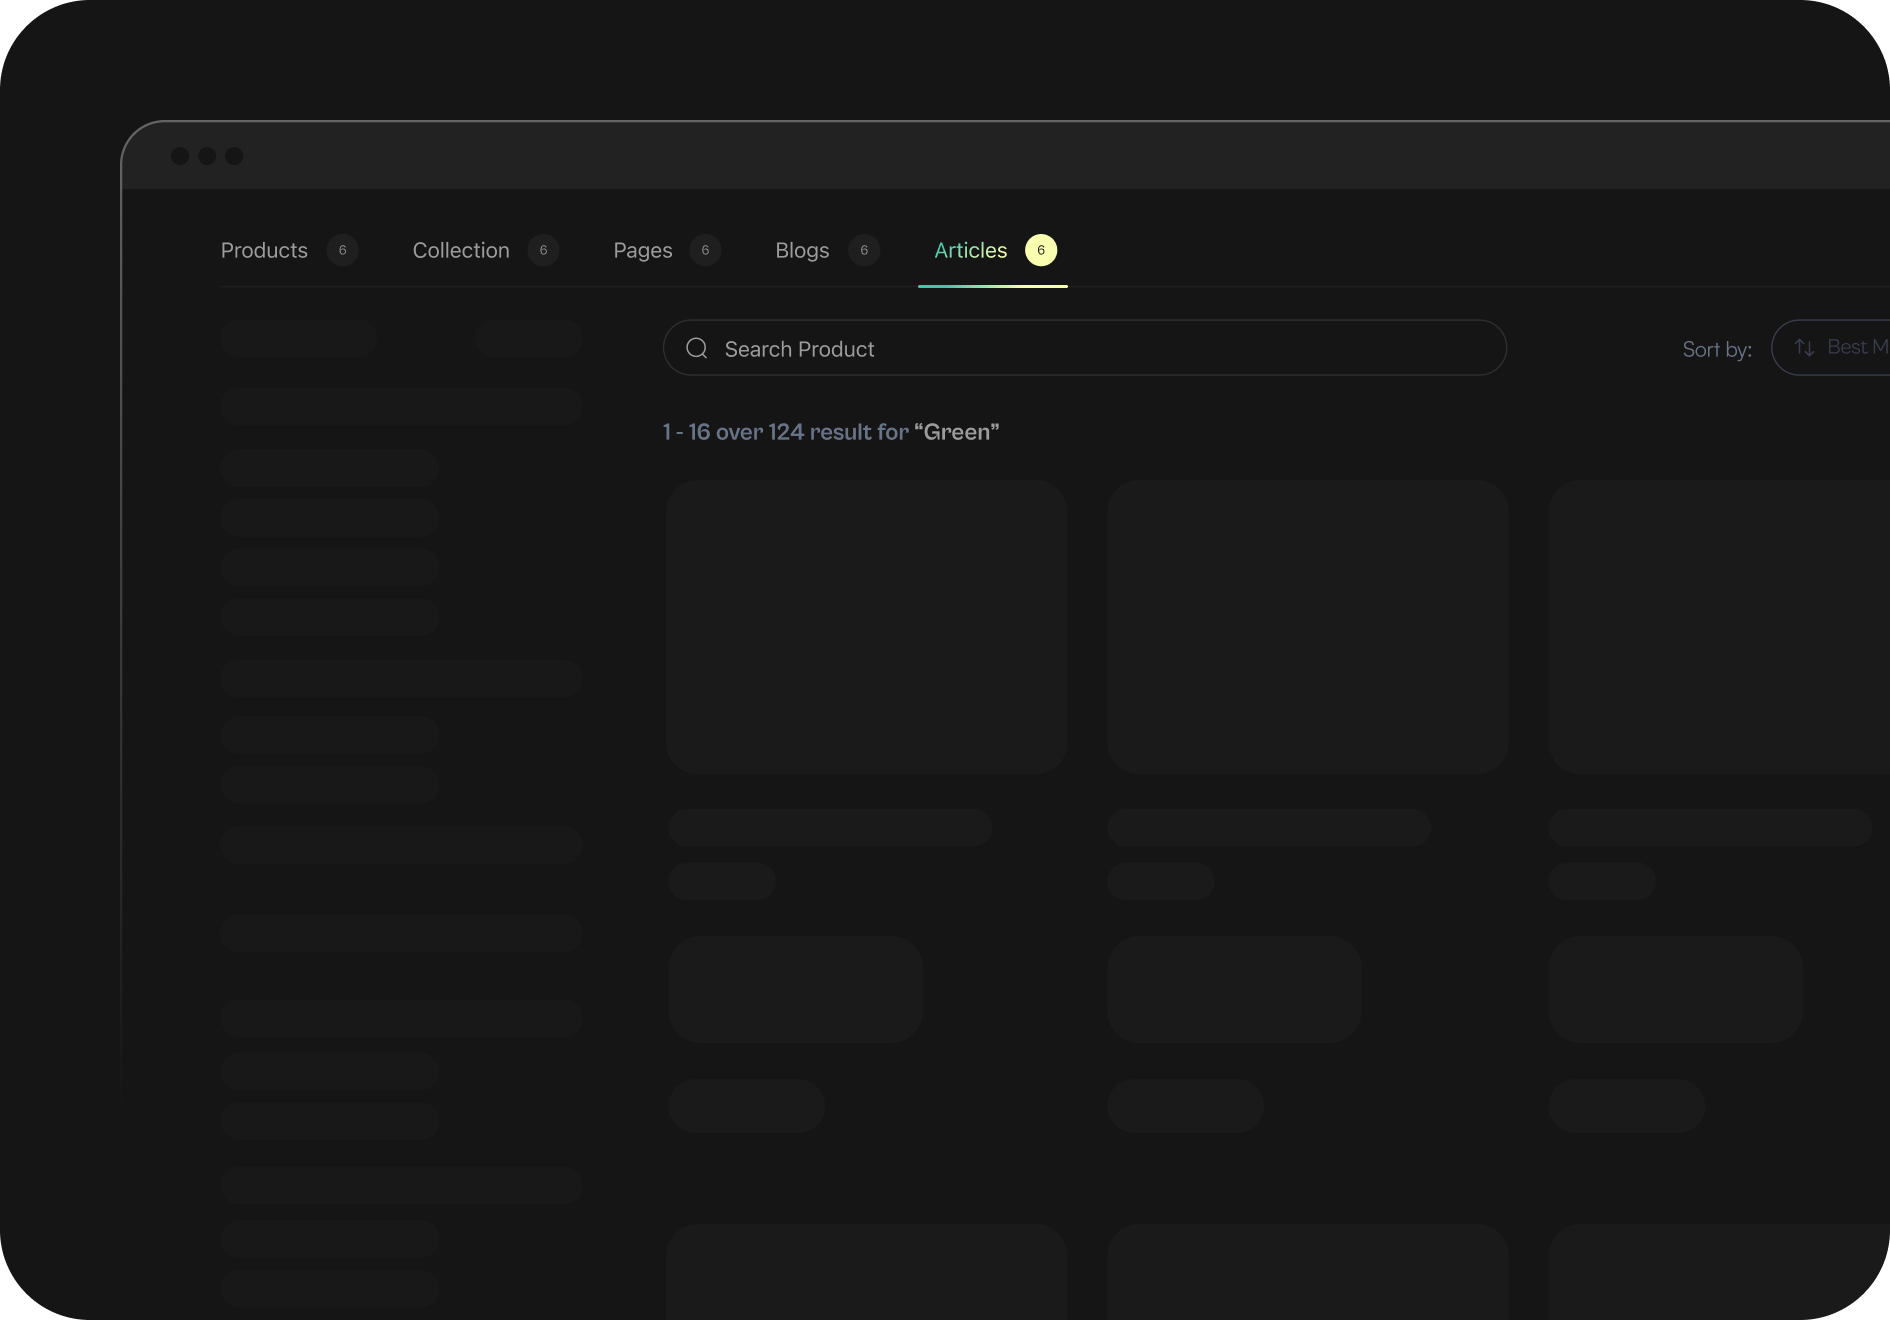 Products 6 Collection 6 Pages 6 Blogs 6 Articles 6
Search Product
Sort by: Best M
1 - 16 over 124 result for “Green”